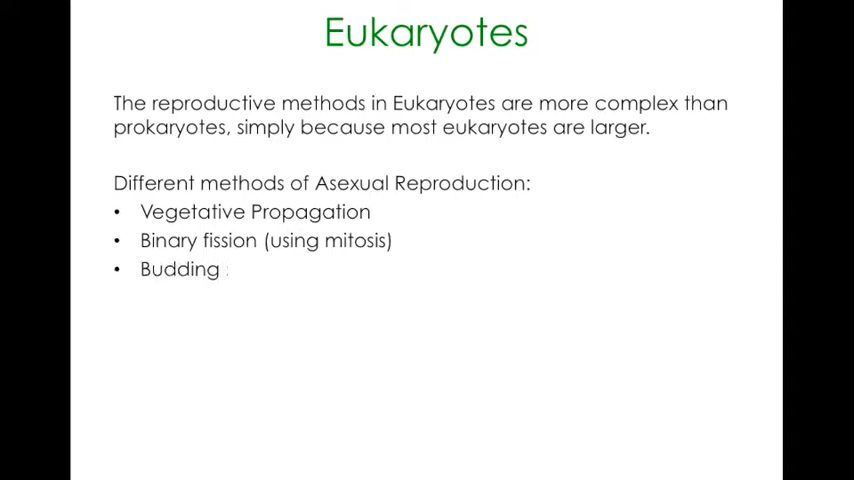 Eukaryotes
The reproductive methods in Eukaryotes are more complex than
prokaryotes, simply because most eukaryotes are larger.
Different methods of Asexual Reproduction:
• Vegetative Propagation
• Binary fission (using mitosis)
• Budding